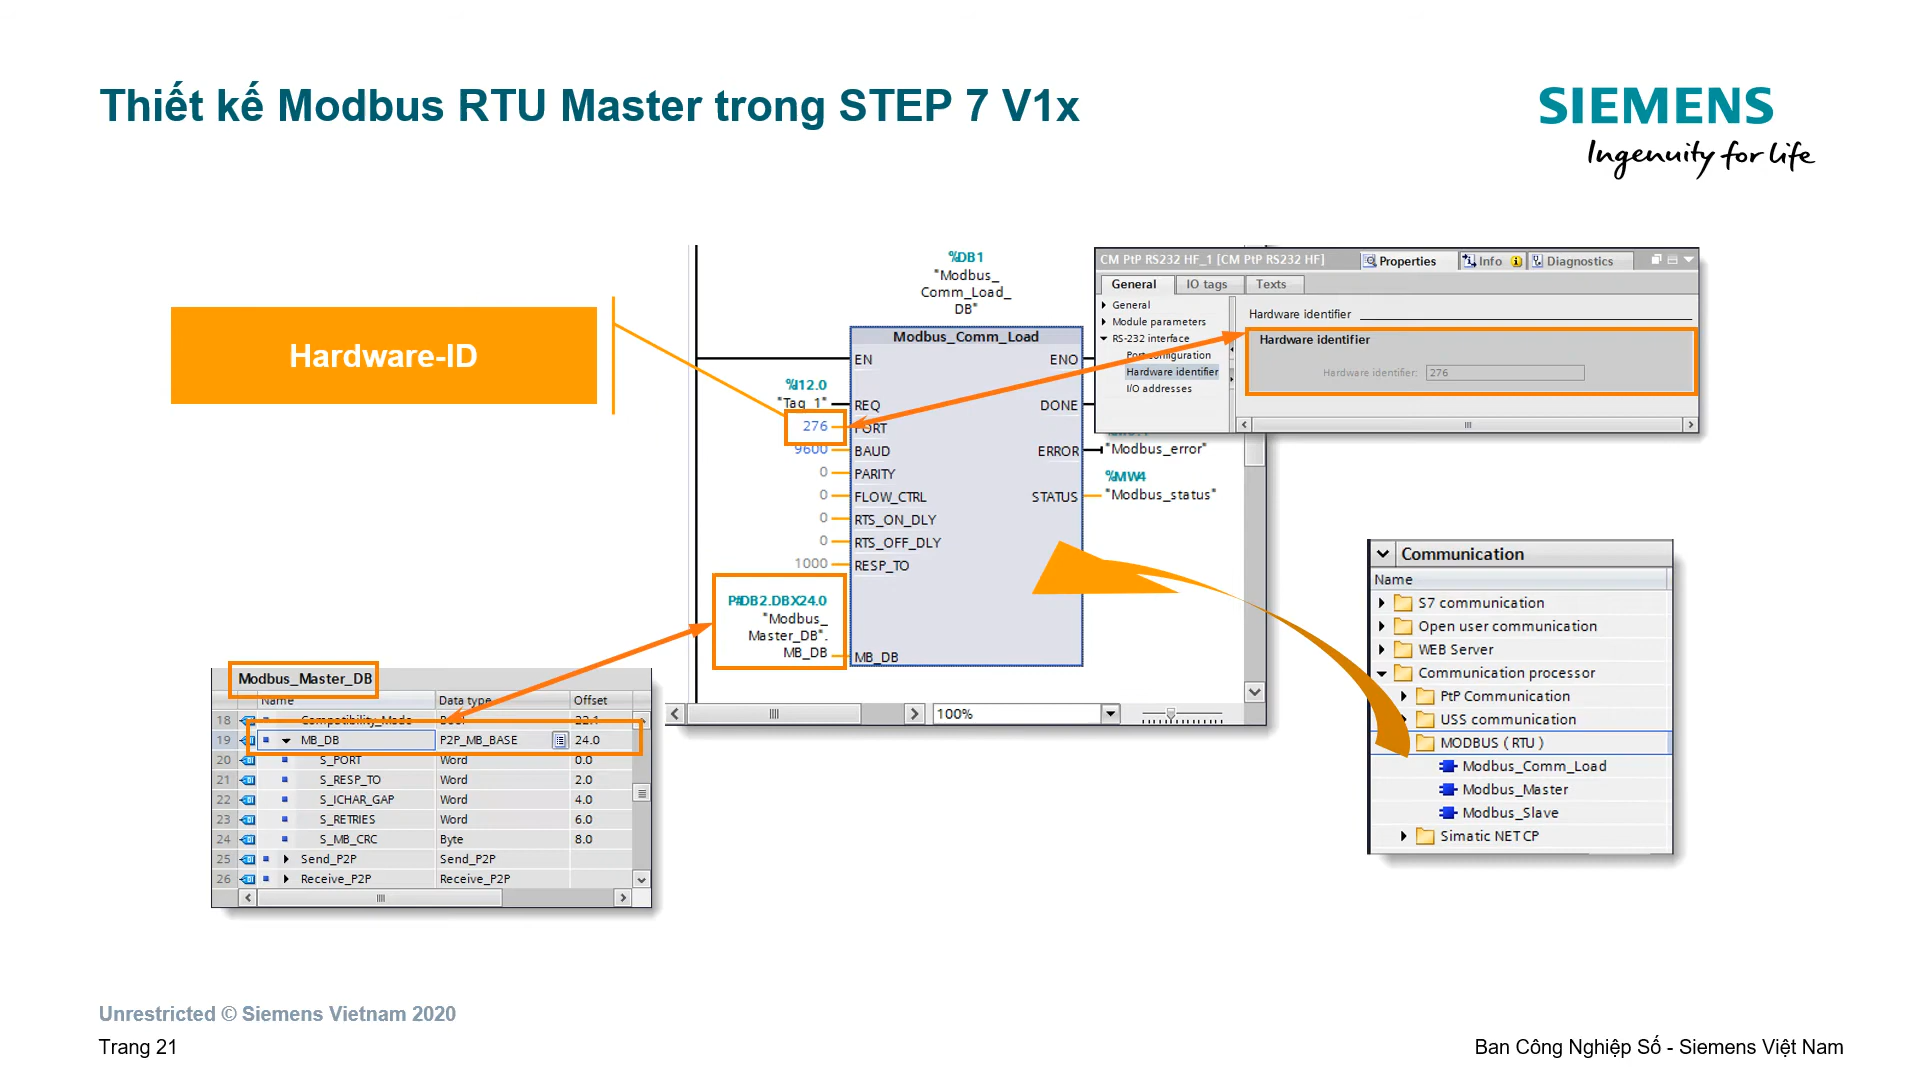 Thiết kế Modbus RTU Master trong STEP 7 V1x
SIEMENS
Ingenuity for life
Hardware-ID
%DB1
"Modbus_
Comm_Load_
DB"
Modbus_Comm_Load
EN
ENO
%I12.0
"Tag_1"
REQ
DONE
276
PORT
9600
BAUD
ERROR
"Modbus_error"
0
PARITY
%MW4
0
FLOW_CTRL
STATUS
"Modbus_status"
0
RTS_ON_DLY
0
RTS_OFF_DLY
1000
RESP_TO
P#DB2.DBX24.0
"Modbus_
Master_DB".
MB_DB
MB_DB
100%
CM PtP RS232 HF_1 [CM PtP RS232 HF]
Properties
Info
Diagnostics
General
IO tags
Texts
General
Module parameters
RS-232 interface
Port configuration
Hardware identifier
I/O addresses
Hardware identifier
Hardware identifier
Hardware identifier: 276
Communication
Name
S7 communication
Open user communication
WEB Server
Communication processor
PtP Communication
USS communication
MODBUS (RTU)
Modbus_Comm_Load
Modbus_Master
Modbus_Slave
Simatic NET CP
Modbus_Master_DB
Name Data type Offset
18 Compatibility_Mode Bool 22.1
19 MB_DB P2P_MB_BASE 24.0
20 S_PORT Word 0.0
21 S_RESP_TO Word 2.0
22 S_ICHAR_GAP Word 4.0
23 S_RETRIES Word 6.0
24 S_MB_CRC Byte 8.0
25 Send_P2P Send_P2P
26 Receive_P2P Receive_P2P
Unrestricted © Siemens Vietnam 2020
Trang 21
Ban Công Nghiệp Số - Siemens Việt Nam